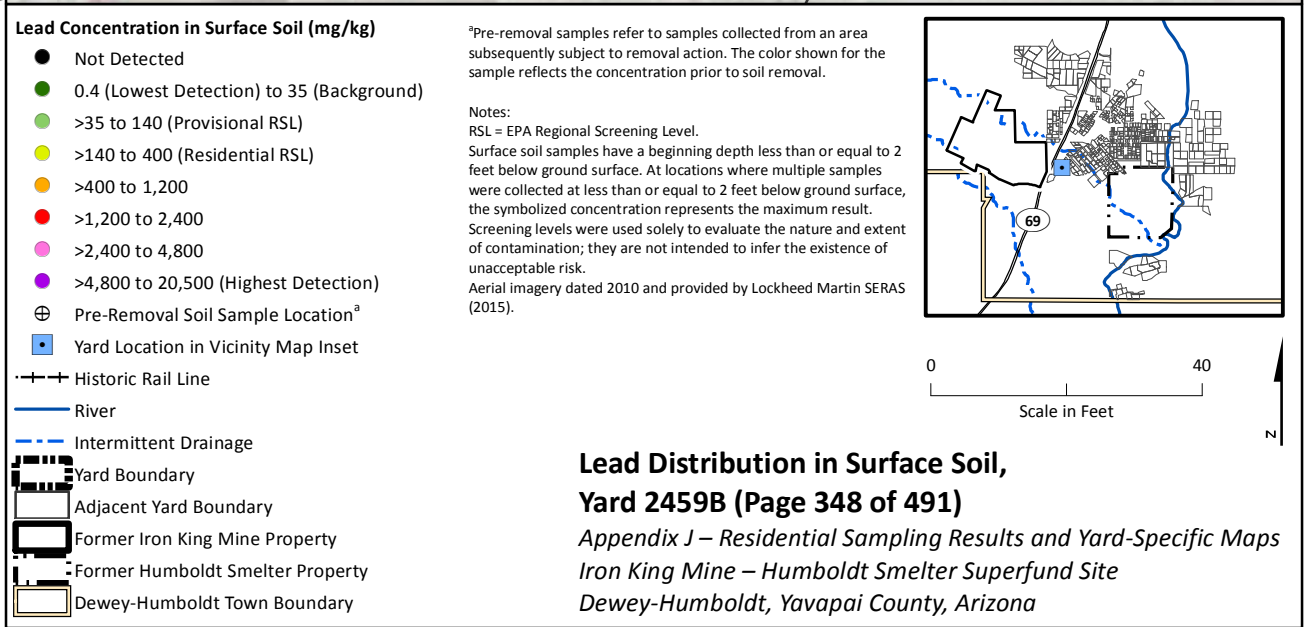 Lead Concentration in Surface Soil (mg/kg)
Not Detected
0.4 (Lowest Detection) to 35 (Background)
>35 to 140 (Provisional RSL)
>140 to 400 (Residential RSL)
>400 to 1,200
>1,200 to 2,400
>2,400 to 4,800
>4,800 to 20,500 (Highest Detection)
Pre-Removal Soil Sample Locationª
Yard Location in Vicinity Map Inset
Historic Rail Line
River
Intermittent Drainage
Yard Boundary
Adjacent Yard Boundary
Former Iron King Mine Property
Former Humboldt Smelter Property
Dewey-Humboldt Town Boundary
ªPre-removal samples refer to samples collected from an area
subsequently subject to removal action. The color shown for the
sample reflects the concentration prior to soil removal.
Notes:
RSL = EPA Regional Screening Level.
Surface soil samples have a beginning depth less than or equal to 2
feet below ground surface. At locations where multiple samples
were collected at less than or equal to 2 feet below ground surface,
the symbolized concentration represents the maximum result.
Screening levels were used solely to evaluate the nature and extent
of contamination; they are not intended to infer the existence of
unacceptable risk.
Aerial imagery dated 2010 and provided by Lockheed Martin SERAS
(2015).
69
0 40
Scale in Feet
N
Lead Distribution in Surface Soil,
Yard 2459B (Page 348 of 491)
Appendix J – Residential Sampling Results and Yard-Specific Maps
Iron King Mine – Humboldt Smelter Superfund Site
Dewey-Humboldt, Yavapai County, Arizona